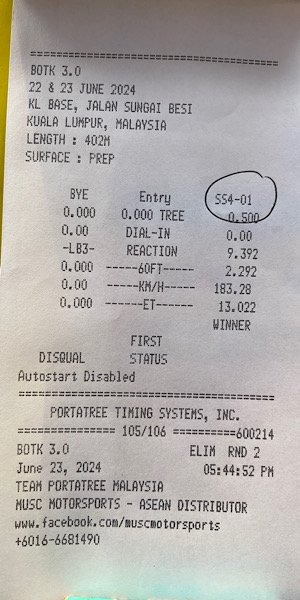 ================================
BOTK 3.0
22 & 23 JUNE 2024
KL BASE, JALAN SUNGAI BESI
KUALA LUMPUR, MALAYSIA
LENGTH : 402M
SURFACE : PREP
BYE Entry SS4-01
0.000 0.000 TREE 0.500
0.00 DIAL-IN 0.00
-LB3- REACTION 9.392
0.000 ------60FT------ 2.292
0.00 ------KM/H------ 183.28
0.000 -------ET------- 13.022
WINNER
FIRST
DISQUAL STATUS
Autostart Disabled
================================
PORTATREE TIMING SYSTEMS, INC.
=============== 105/106 ==========600214
BOTK 3.0 ELIM RND 2
June 23, 2024 05:44:52 PM
TEAM PORTATREE MALAYSIA
MUSC MOTORSPORTS - ASEAN DISTRIBUTOR
www.facebook.com/muscmotorsports
+6016-6681490